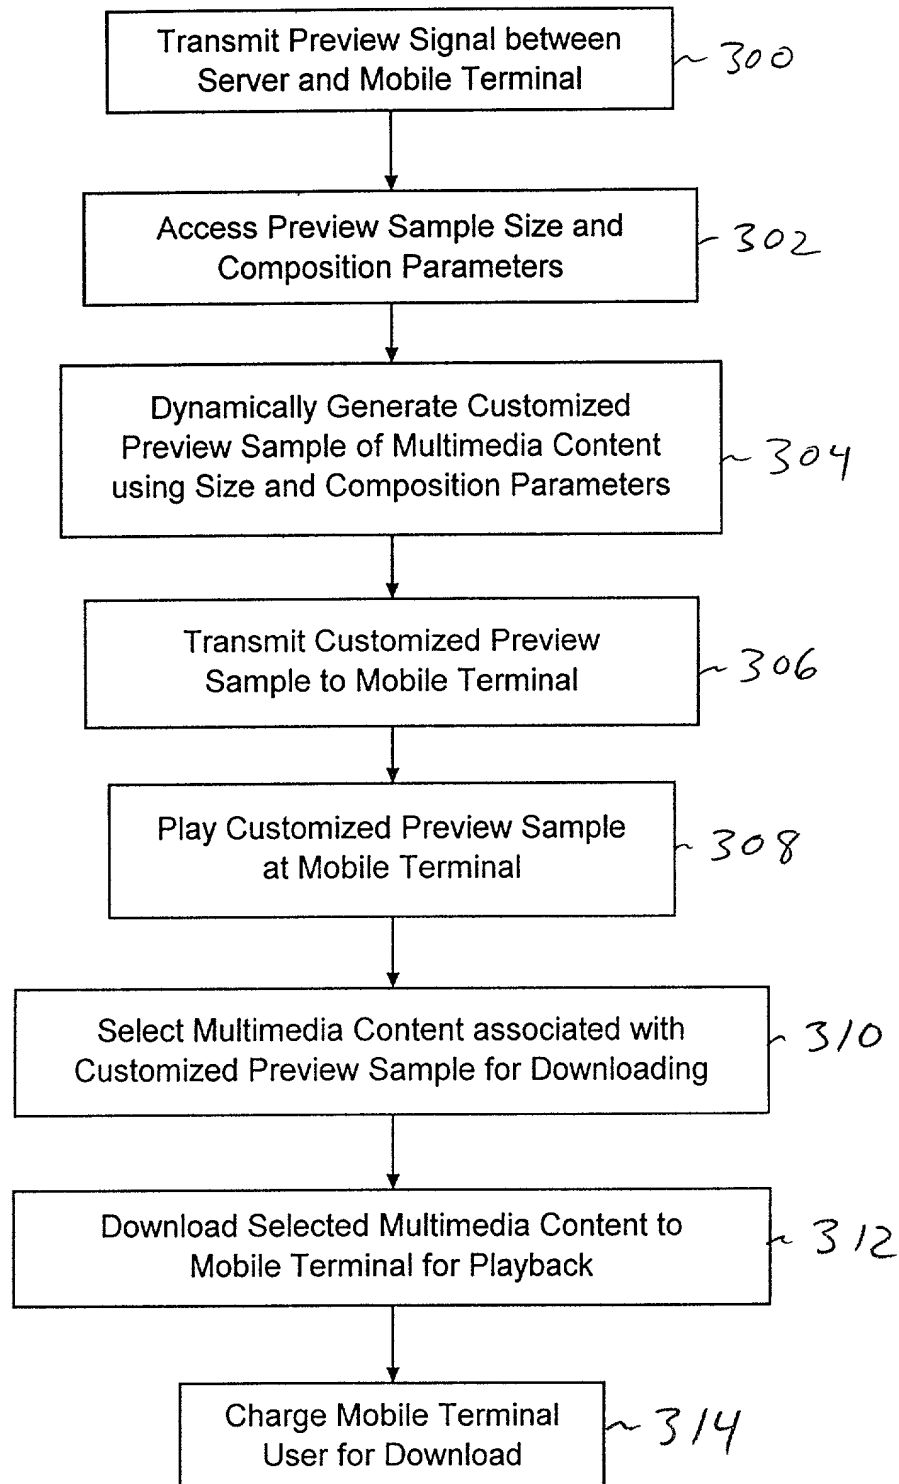 Transmit Preview Signal between
Server and Mobile Terminal
300
Access Preview Sample Size and
Composition Parameters
302
Dynamically Generate Customized
Preview Sample of Multimedia Content
using Size and Composition Parameters
304
Transmit Customized Preview
Sample to Mobile Terminal
306
Play Customized Preview Sample
at Mobile Terminal
308
Select Multimedia Content associated with
Customized Preview Sample for Downloading
310
Download Selected Multimedia Content to
Mobile Terminal for Playback
312
Charge Mobile Terminal
User for Download
314